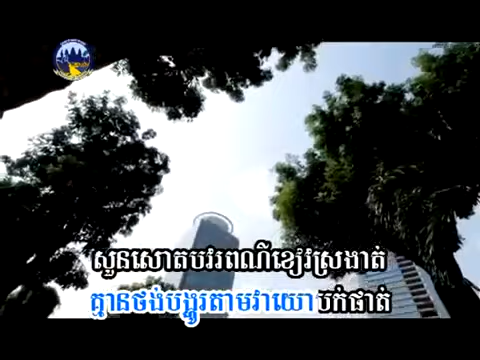 សួនសោតបវរពណ៌ខៀវស្រងាត់
គ្មានថង់បង្ហូរតាមវាយោ បក់ផាត់